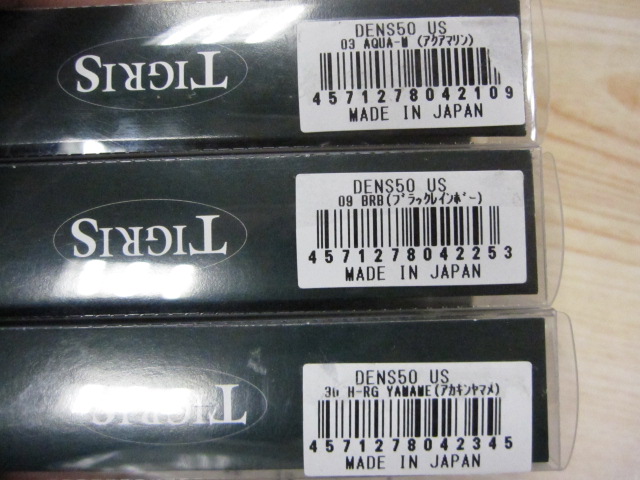 TIGRIS
DENS50 US
03 AQUA-M (アクアマリン)
4571278042109
MADE IN JAPAN
TIGRIS
DENS50 US
09 BRB(ブラックレインボー)
4571278042253
MADE IN JAPAN
TIGRIS
DENS50 US
H-RG YAMAME(アカキンヤマメ)
4571278042345
MADE IN JAPAN